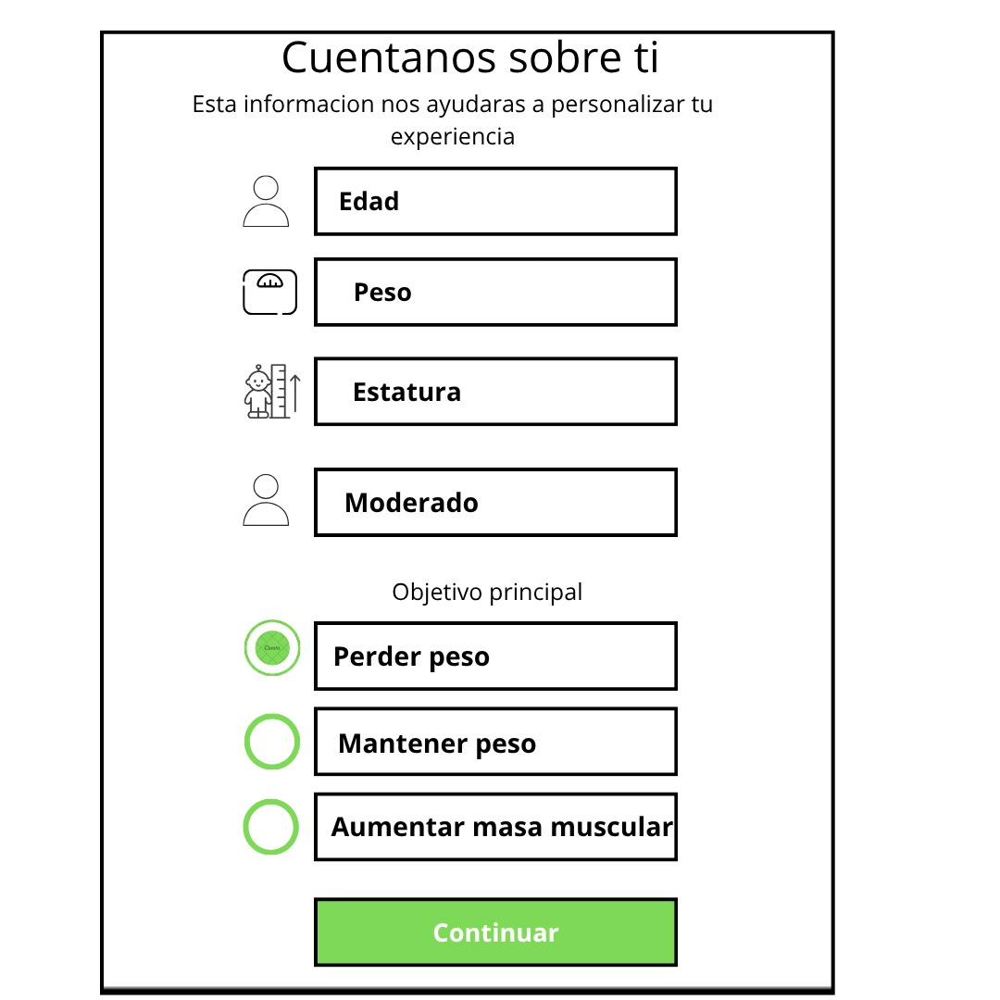 Cuentanos sobre ti
Esta informacion nos ayudaras a personalizar tu
experiencia
Edad
Peso
Estatura
Moderado
Objetivo principal
Perder peso
Mantener peso
Aumentar masa muscular
Continuar